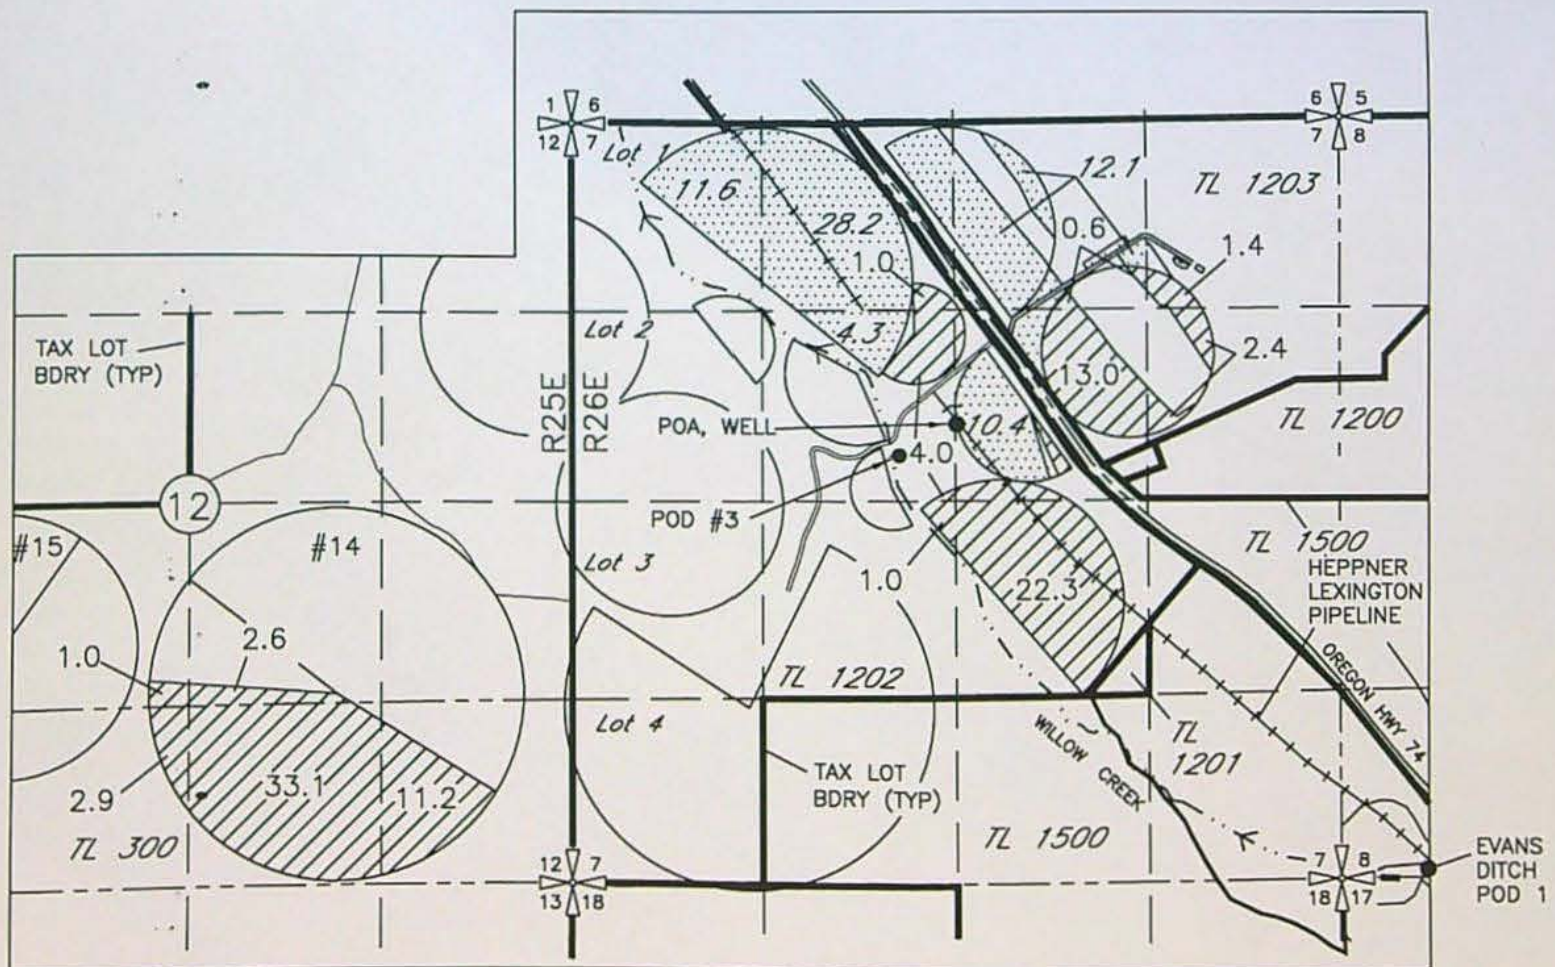 1 6
12 7
6 5
7 8
Lot 1
11.6
12.1
TL 1203
28.2
0.6
1.4
1.0
Lot 2
4.3
TAX LOT
BDRY (TYP)
R25E
R26E
13.0
2.4
POA, WELL
10.4
TL 1200
4.0
12
POD #3
#15
#14
Lot 3
TL 1500
HEPPNER
LEXINGTON
PIPELINE
1.0
22.3
2.6
1.0
TL 1202
OREGON HWY 74
Lot 4
WILLOW CREEK
TL
1201
TAX LOT
BDRY (TYP)
33.1
11.2
2.9
TL 300
TL 1500
12 7
13 18
7 8
18 17
EVANS
DITCH
POD 1